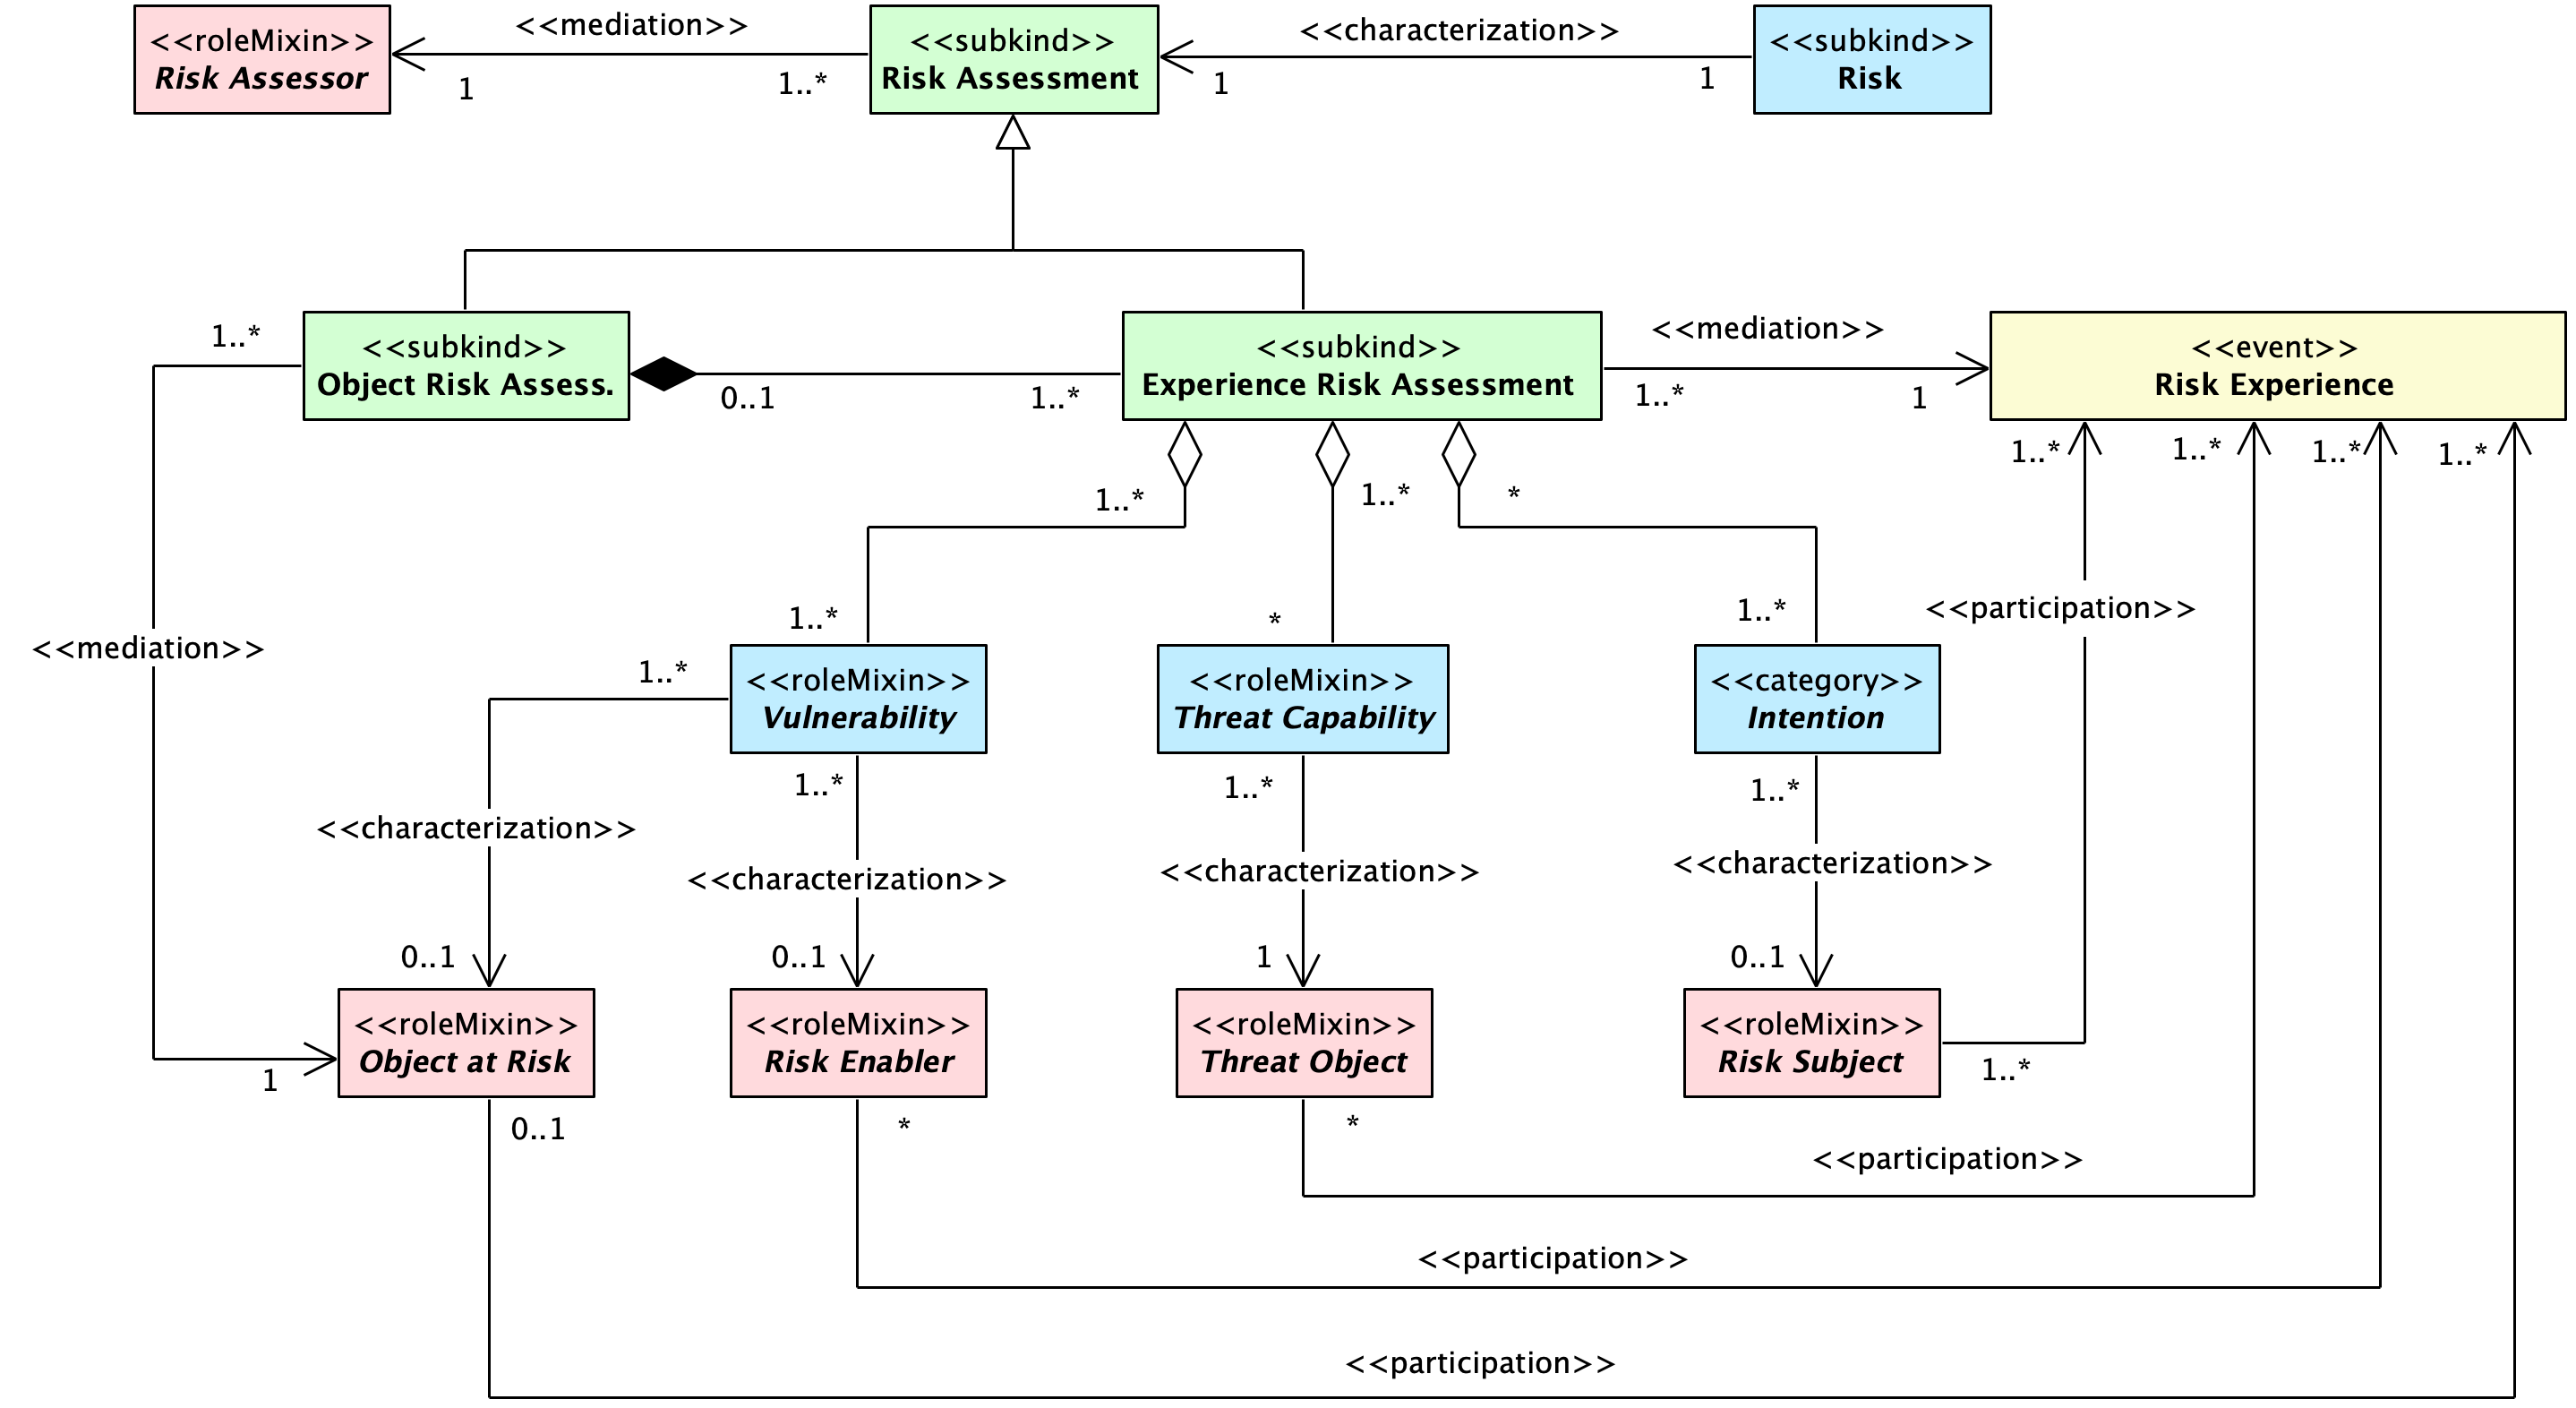 <<roleMixin>>
Risk Assessor
<<mediation>>
1
1..*
<<subkind>>
Risk Assessment
<<characterization>>
1
1
<<subkind>>
Risk
1..*
<<subkind>>
Object Risk Assess.
0..1
1..*
<<subkind>>
Experience Risk Assessment
<<mediation>>
1..*
1
<<event>>
Risk Experience
1..*
1..*
1..*
1..*
1..*
1..*
*
1..*
*
1..*
<<participation>>
<<mediation>>
1..*
<<roleMixin>>
Vulnerability
<<roleMixin>>
Threat Capability
<<category>>
Intention
1..*
1..*
1..*
<<characterization>>
<<characterization>>
<<characterization>>
<<characterization>>
0..1
0..1
1
0..1
<<roleMixin>>
Object at Risk
<<roleMixin>>
Risk Enabler
<<roleMixin>>
Threat Object
<<roleMixin>>
Risk Subject
1
1..*
0..1
*
*
<<participation>>
<<participation>>
<<participation>>